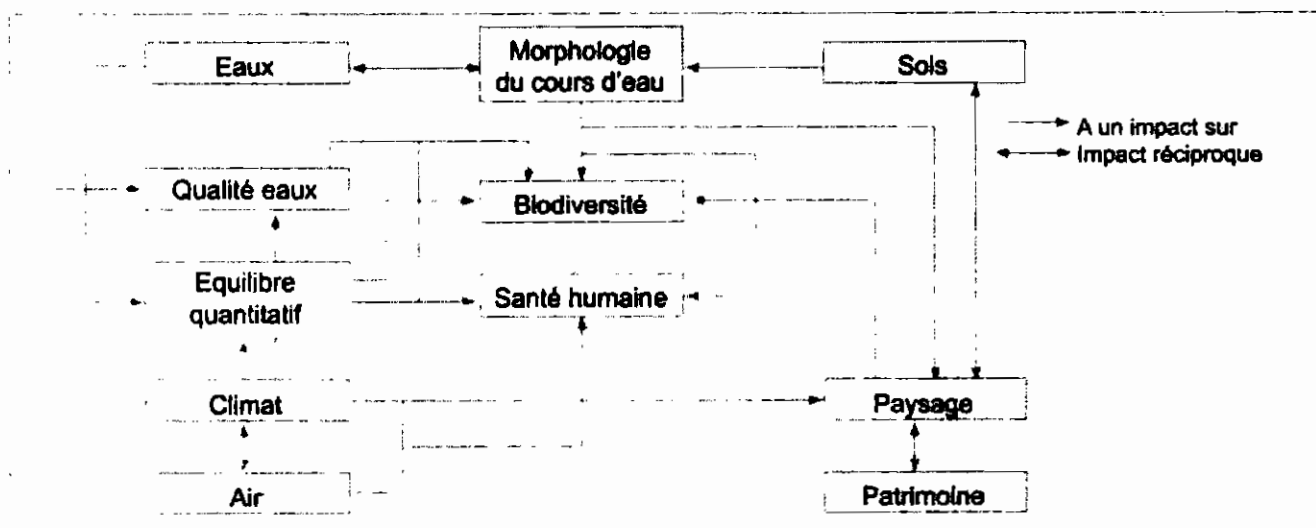 Eaux
Morphologie
du cours d'eau
Sols
A un impact sur
Impact réciproque
Qualité eaux
Biodiversité
Equilibre
quantitatif
Santé humaine
Climat
Paysage
Air
Patrimoine